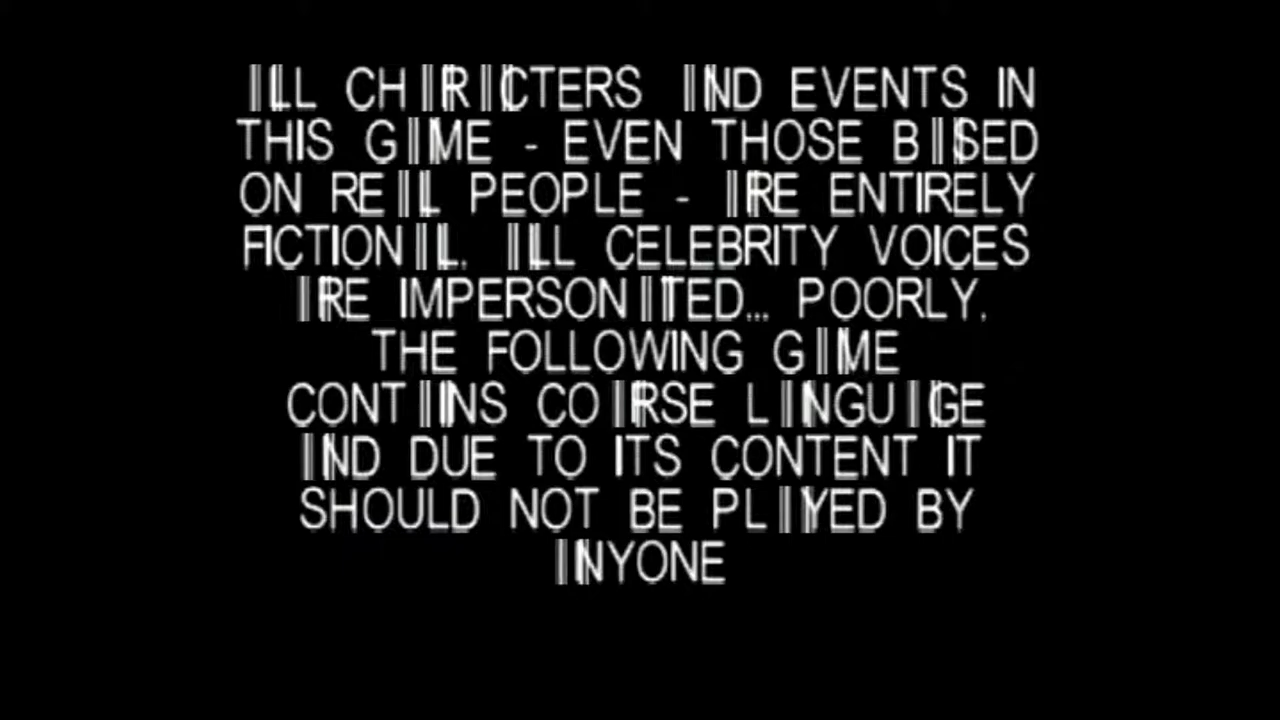 ALL CHARACTERS AND EVENTS IN
THIS GAME - EVEN THOSE BASED
ON REAL PEOPLE - ARE ENTIRELY
FICTIONAL. ALL CELEBRITY VOICES
ARE IMPERSONATED... POORLY.
THE FOLLOWING GAME
CONTAINS COARSE LANGUAGE
AND DUE TO ITS CONTENT IT
SHOULD NOT BE PLAYED BY
ANYONE